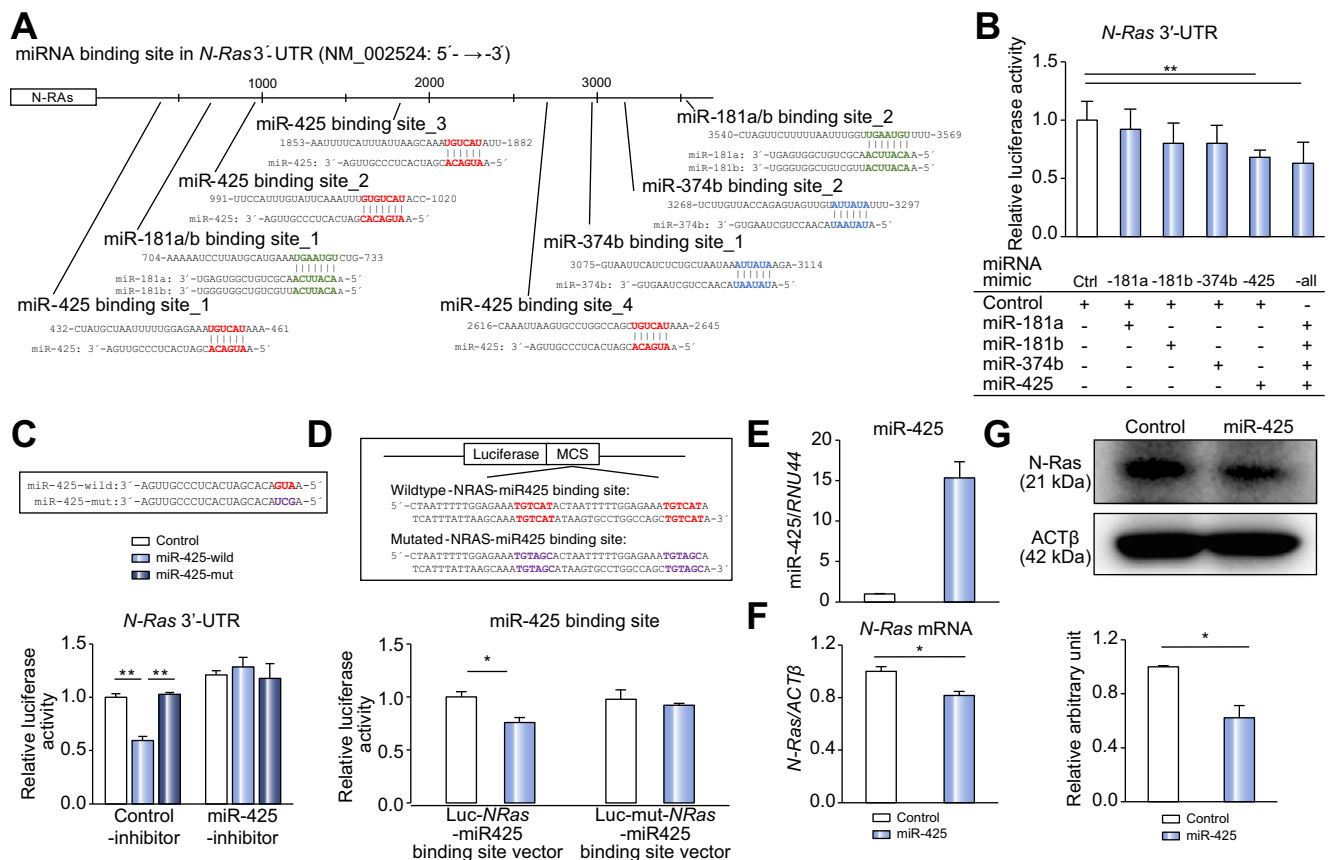 A
miRNA binding site in N-Ras 3´-UTR (NM_002524: 5´- →-3´)
1000
2000
3000
N-RAs
miR-425 binding site_3
1853-AAUUUUCAUUUAUUAAGCAAAUGUCAUAUU-1882
miR-425: 3´-AGUUGCCCUCACUAGCACAGUAA-5´
miR-181a/b binding site_2
3540-CUAGUUCUUUUUAAUUUGGUUGAAUGUUUU-3569
miR-181a: 3´-UGAGUGGCUGUCGCAACUUACAA-5´
miR-181b: 3´-UGGGUGGCUGUCGUUACUUACAA-5´
miR-425 binding site_2
991-UUCCAUUUGUAUUCAAAUUUGUGUCAUACC-1020
miR-425: 3´-AGUUGCCCUCACUAGCACAGUAA-5´
miR-374b binding site_2
3268-UCUUGUUACCAGAGUAGUUGUAUUAUAUUU-3297
miR-374b: 3´-GUGAAUCGUCCAACAUAAUAUA-5´
miR-181a/b binding site_1
704-AAAAAUCCUUAUGCAUGAAAUGAAUGUCUG-733
miR-181a: 3´-UGAGUGGCUGUCGCAACUUACAA-5´
miR-181b: 3´-UGGGUGGCUGUCGUUACUUACAA-5´
miR-374b binding site_1
3075-GUAAUUCAUCUCUGCUAAUAAAUUAUAAGA-3114
miR-374b: 3´-GUGAAUCGUCCAACAUAAUAUA-5´
miR-425 binding site_1
432-CUAUGCUAAUUUUUGGAGAAAUGUCAUAAA-461
miR-425: 3´-AGUUGCCCUCACUAGCACAGUAA-5´
miR-425 binding site_4
2616-CAAAUUAAGUGCCUGGCCAGCUGUCAUAAA-2645
miR-425: 3´-AGUUGCCCUCACUAGCACAGUAA-5´
B
N-Ras 3′-UTR
Relative luciferase activity
1.5
1.0
0.5
0.0
**
miRNA mimic Ctrl -181a -181b -374b -425 -all
Control + + + + + -
miR-181a - + - - - +
miR-181b - - + - - +
miR-374b - - - + - +
miR-425 - - - - + +
C
miR-425-wild:3´-AGUUGCCCUCACUAGCACAGUAA-5´
miR-425-mut:3´-AGUUGCCCUCACUAGCACAUCGA-5´
Control
miR-425-wild
miR-425-mut
N-Ras 3’-UTR
Relative luciferase activity
1.5
1.0
0.5
0.0
** **
Control -inhibitor
miR-425 -inhibitor
D
Luciferase MCS
Wildtype-NRAS-miR425 binding site:
5´-CTAATTTTTGGAGAAATGTCATACTAATTTTTGGAGAAATGTCATA
TCATTTATTAAGCAAATGTCATATAAGTGCCTGGCCAGCTGTCATA-3´
Mutated-NRAS-miR425 binding site:
5´-CTAATTTTTGGAGAAATGTAGCACTAATTTTTGGAGAAATGTAGCA
TCATTTATTAAGCAAATGTAGCATAAGTGCCTGGCCAGCTGTAGCA-3´
miR-425 binding site
Relative luciferase activity
1.5
1.0
0.5
0.0
*
Luc-NRas -miR425 binding site vector
Luc-mut-NRas -miR425 binding site vector
E
miR-425
miR-425/RNU44
20
15
10
5
0
F
N-Ras mRNA
N-Ras/ACTβ
1.2
0.8
0.4
0
*
Control
miR-425
G
Control miR-425
N-Ras (21 kDa)
ACTβ (42 kDa)
Relative arbitrary unit
1.2
0.8
0.4
0
*
Control
miR-425